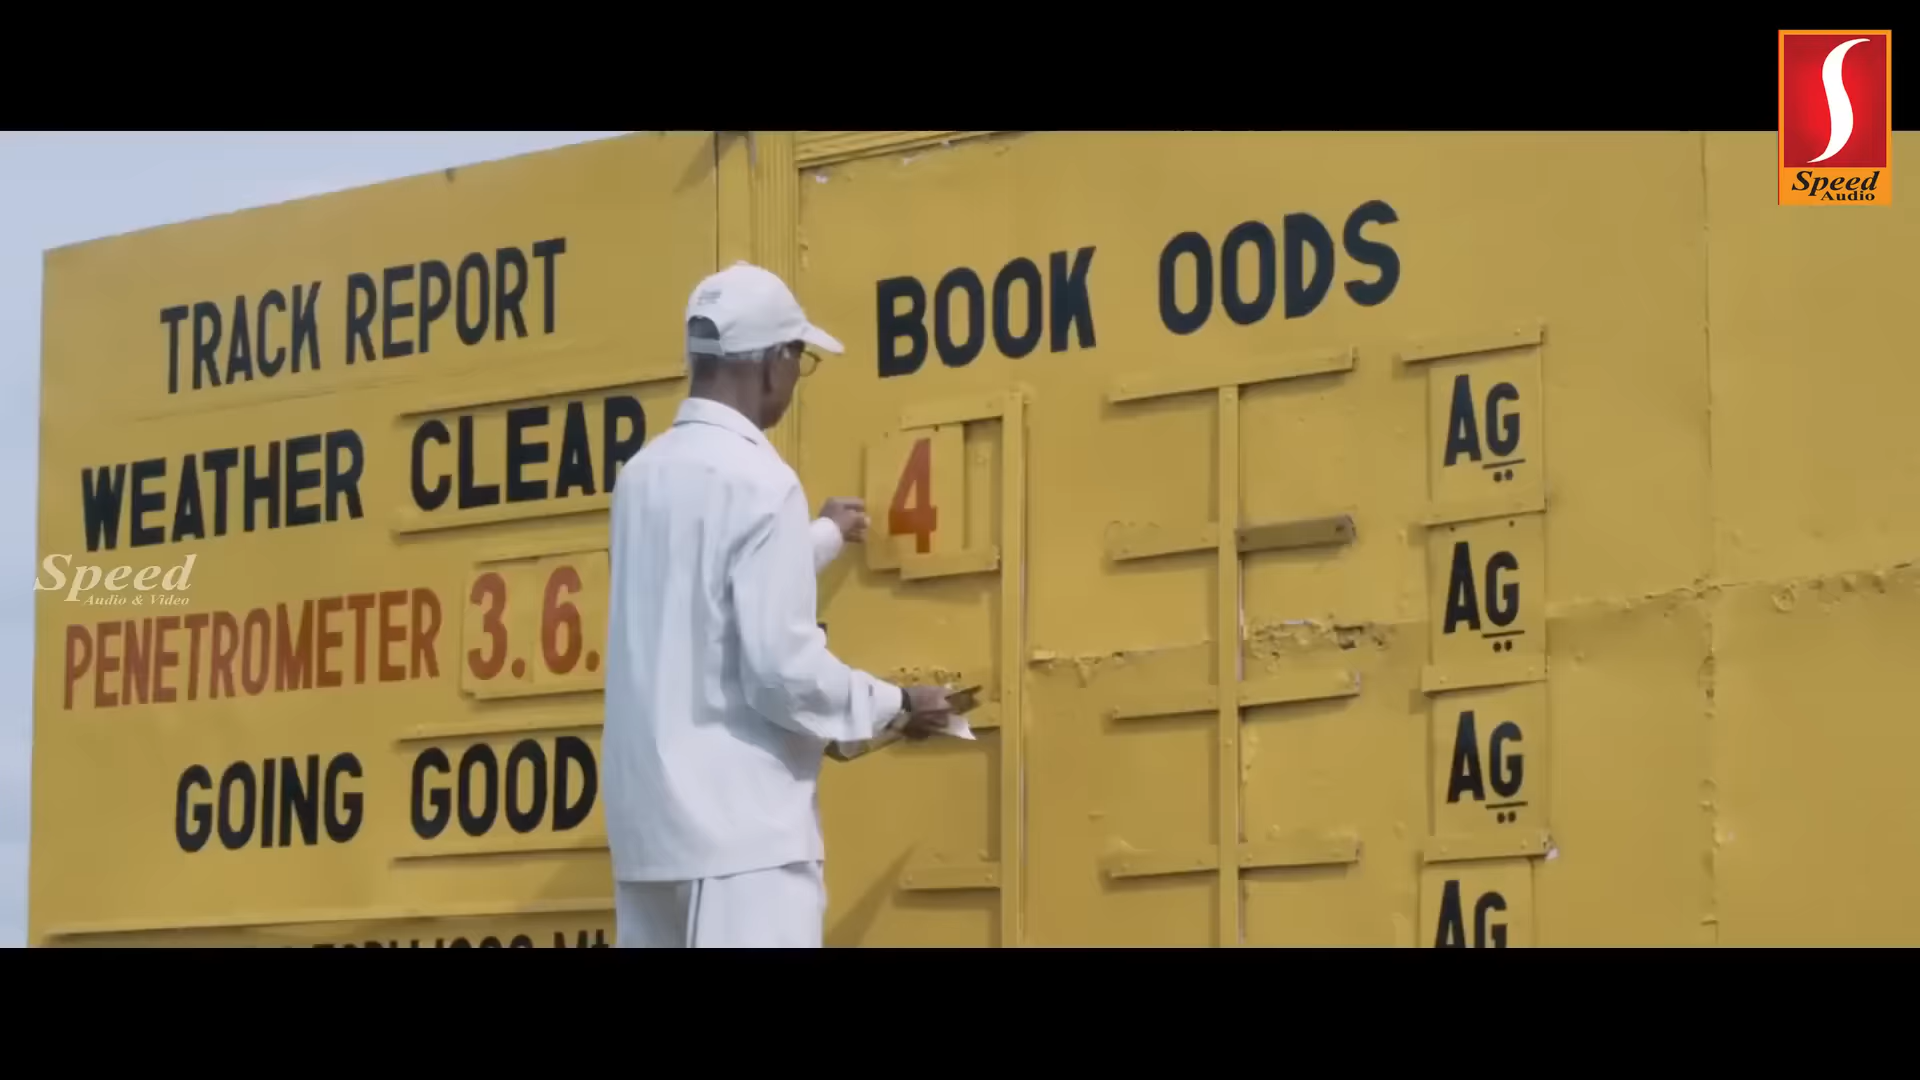 Speed
Audio
TRACK REPORT
WEATHER CLEAR
PENETROMETER 3.6.
GOING GOOD
BOOK OODS
4
AG
AG
AG
AG
Speed
Audio & Video